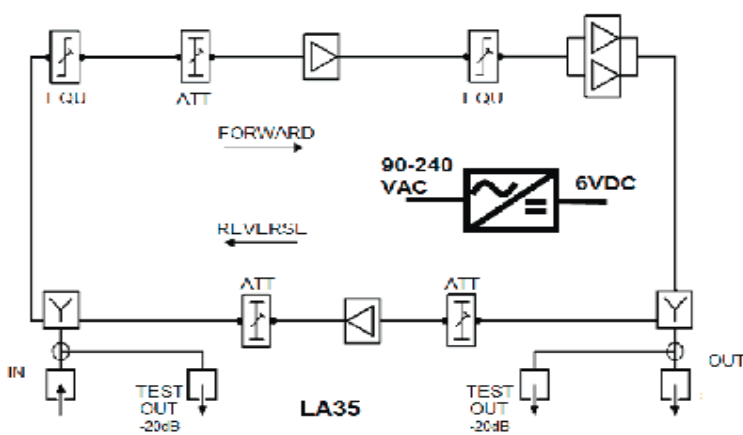 EQU
ATT
EQU
FORWARD
90-240
VAC
6VDC
REVERSE
ATT
ATT
Y
Y
IN
OUT
TEST
OUT
-20dB
LA35
TEST
OUT
-20dB